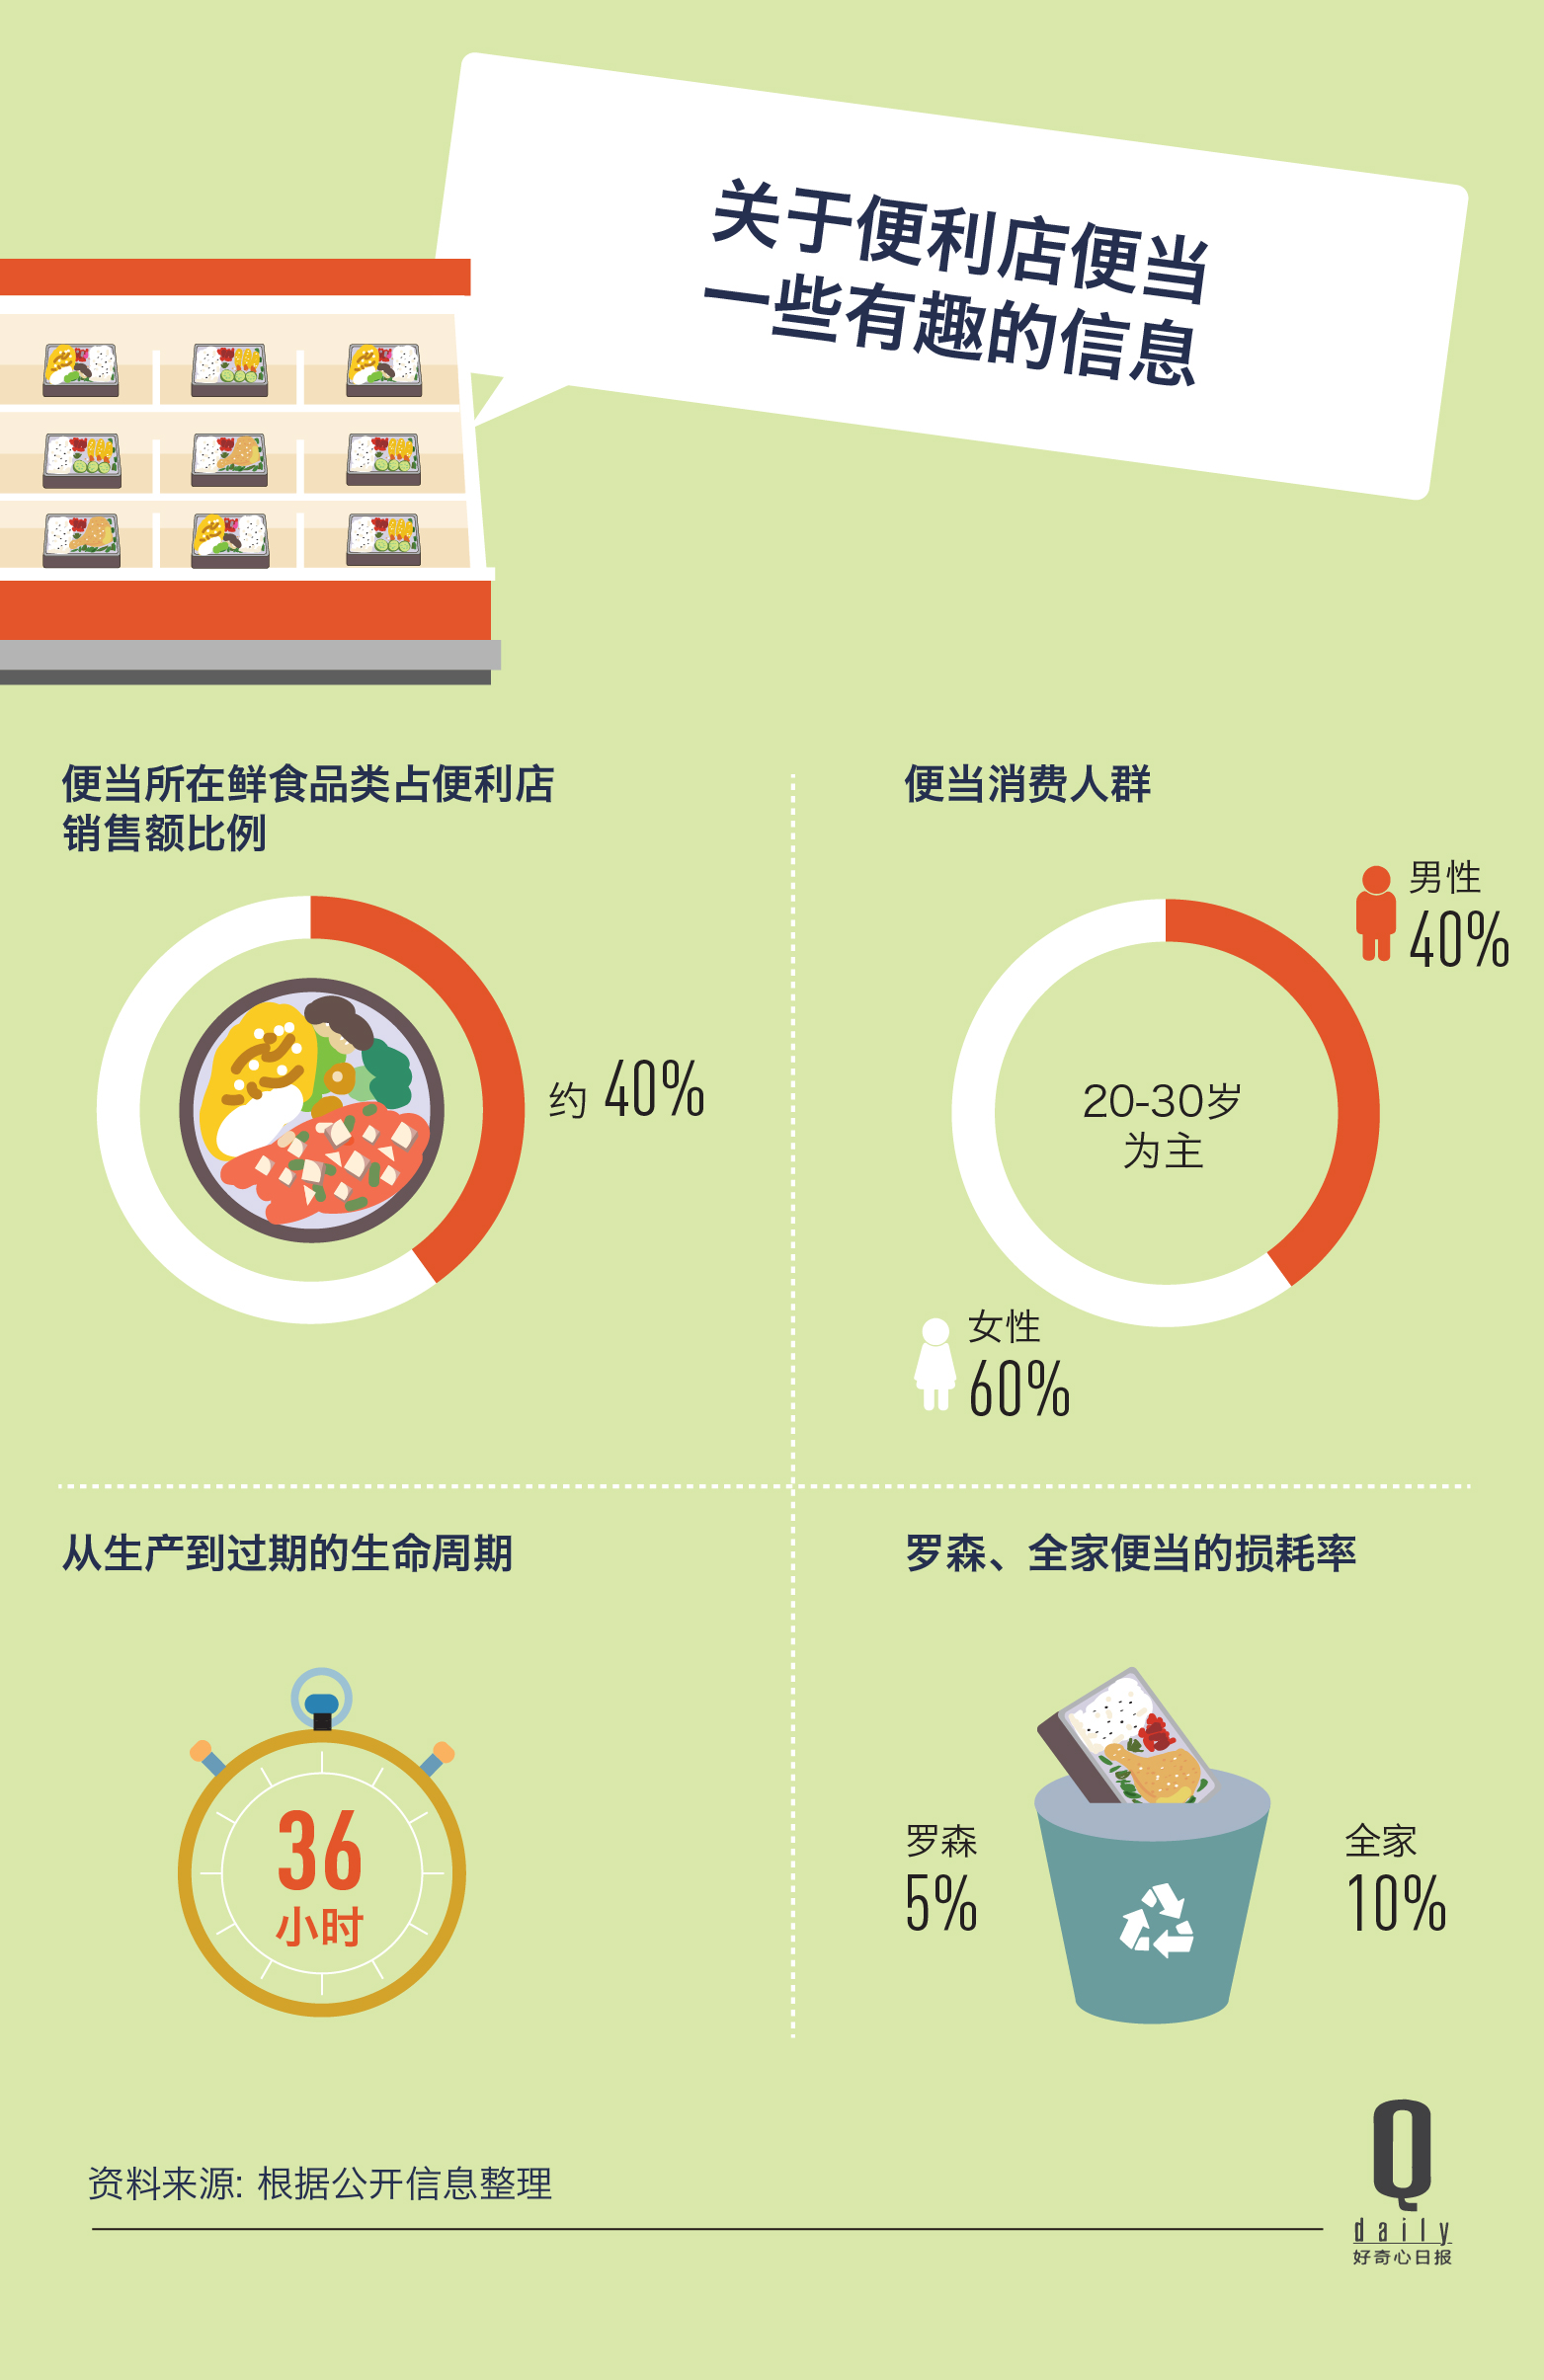 关于便利店便当
一些有趣的信息
便当所在鲜食品类占便利店
销售额比例
约 40%
便当消费人群
男性
40%
20-30岁
为主
女性
60%
从生产到过期的生命周期
36
小时
罗森、全家便当的损耗率
罗森
5%
全家
10%
资料来源: 根据公开信息整理
Q
daily
好奇心日报